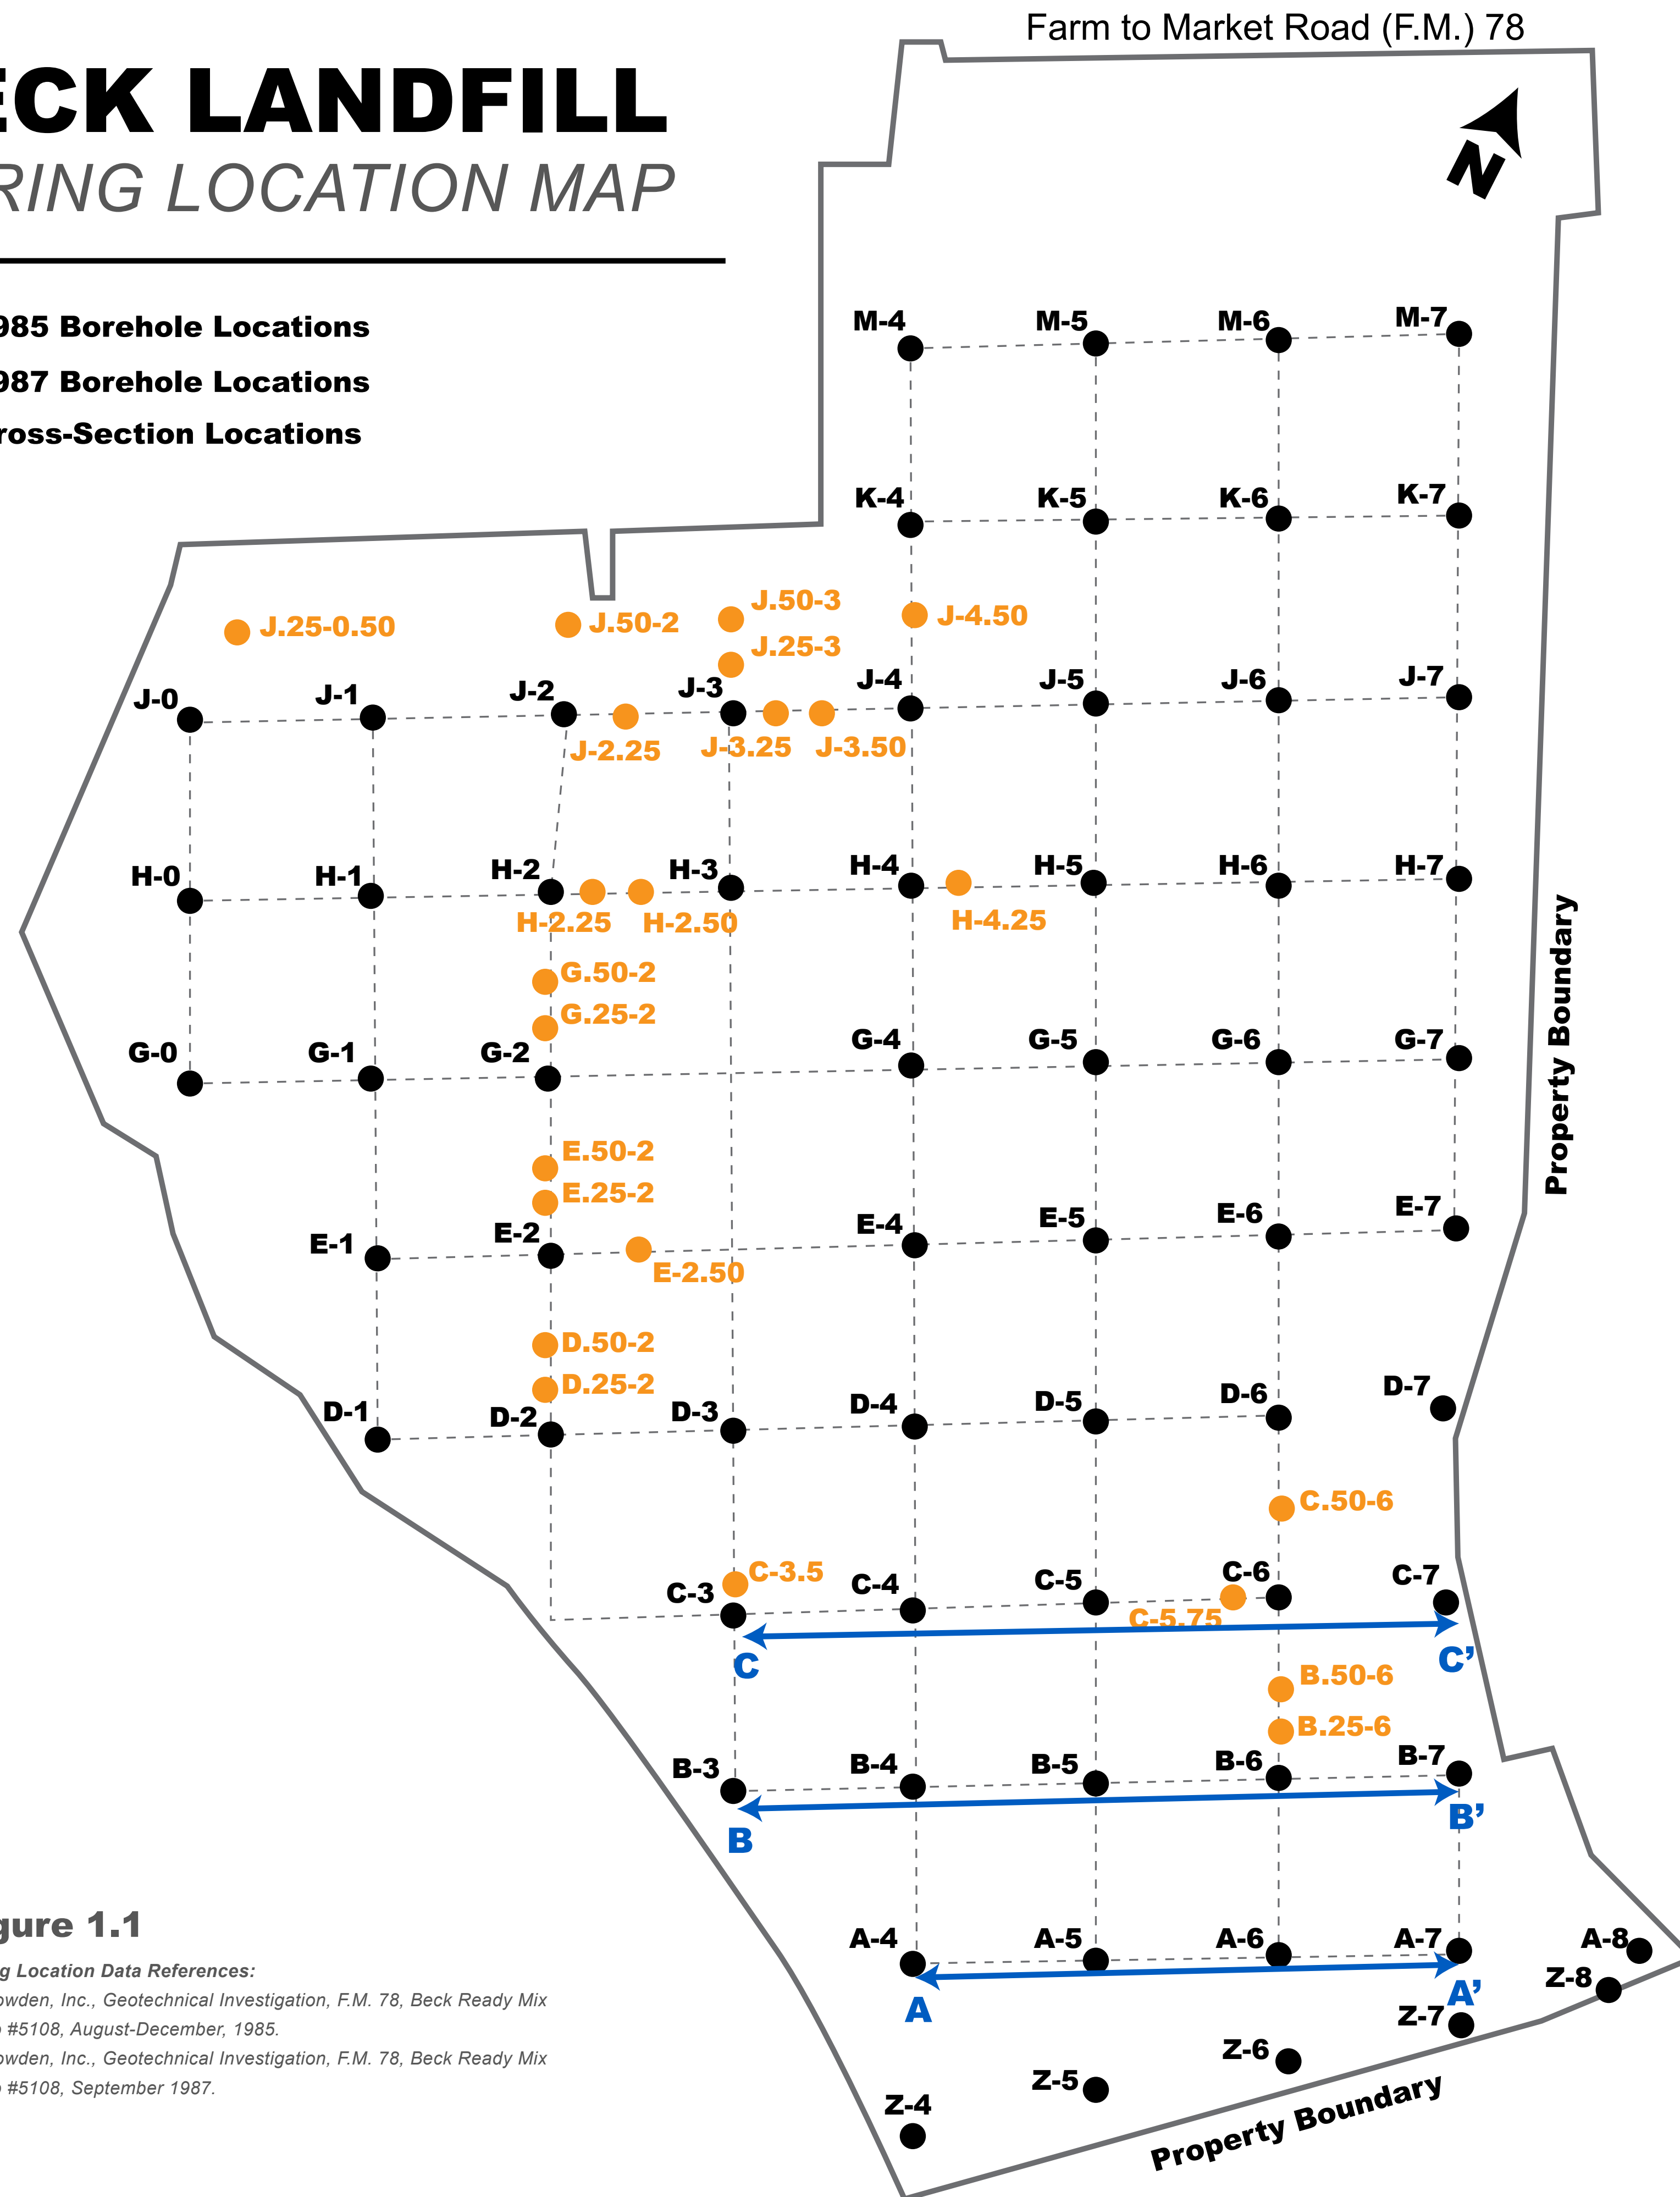 Farm to Market Road (F.M.) 78
ECK LANDFILL
RING LOCATION MAP
N
985 Borehole Locations
987 Borehole Locations
ross-Section Locations
M-4 M-5 M-6 M-7
K-4 K-5 K-6 K-7
J.25-0.50 J.50-2 J.50-3 J-4.50
J.25-3
J-0 J-1 J-2 J-3 J-4 J-5 J-6 J-7
J-2.25 J-3.25 J-3.50
H-0 H-1 H-2 H-3 H-4 H-5 H-6 H-7
H-2.25 H-2.50 H-4.25
Property Boundary
G.50-2
G.25-2
G-0 G-1 G-2 G-4 G-5 G-6 G-7
E.50-2
E.25-2
E-1 E-2 E-4 E-5 E-6 E-7
E-2.50
D.50-2
D.25-2
D-1 D-2 D-3 D-4 D-5 D-6 D-7
C.50-6
C-3.5
C-3 C-4 C-5 C-6 C-7
C-5.75
C C’
B.50-6
B.25-6
B-3 B-4 B-5 B-6 B-7
B B’
A-4 A-5 A-6 A-7 A-8
A A’
Z-8
Z-7
Z-6
Z-5
Z-4
Property Boundary
gure 1.1
g Location Data References:
owden, Inc., Geotechnical Investigation, F.M. 78, Beck Ready Mix
#5108, August-December, 1985.
owden, Inc., Geotechnical Investigation, F.M. 78, Beck Ready Mix
#5108, September 1987.